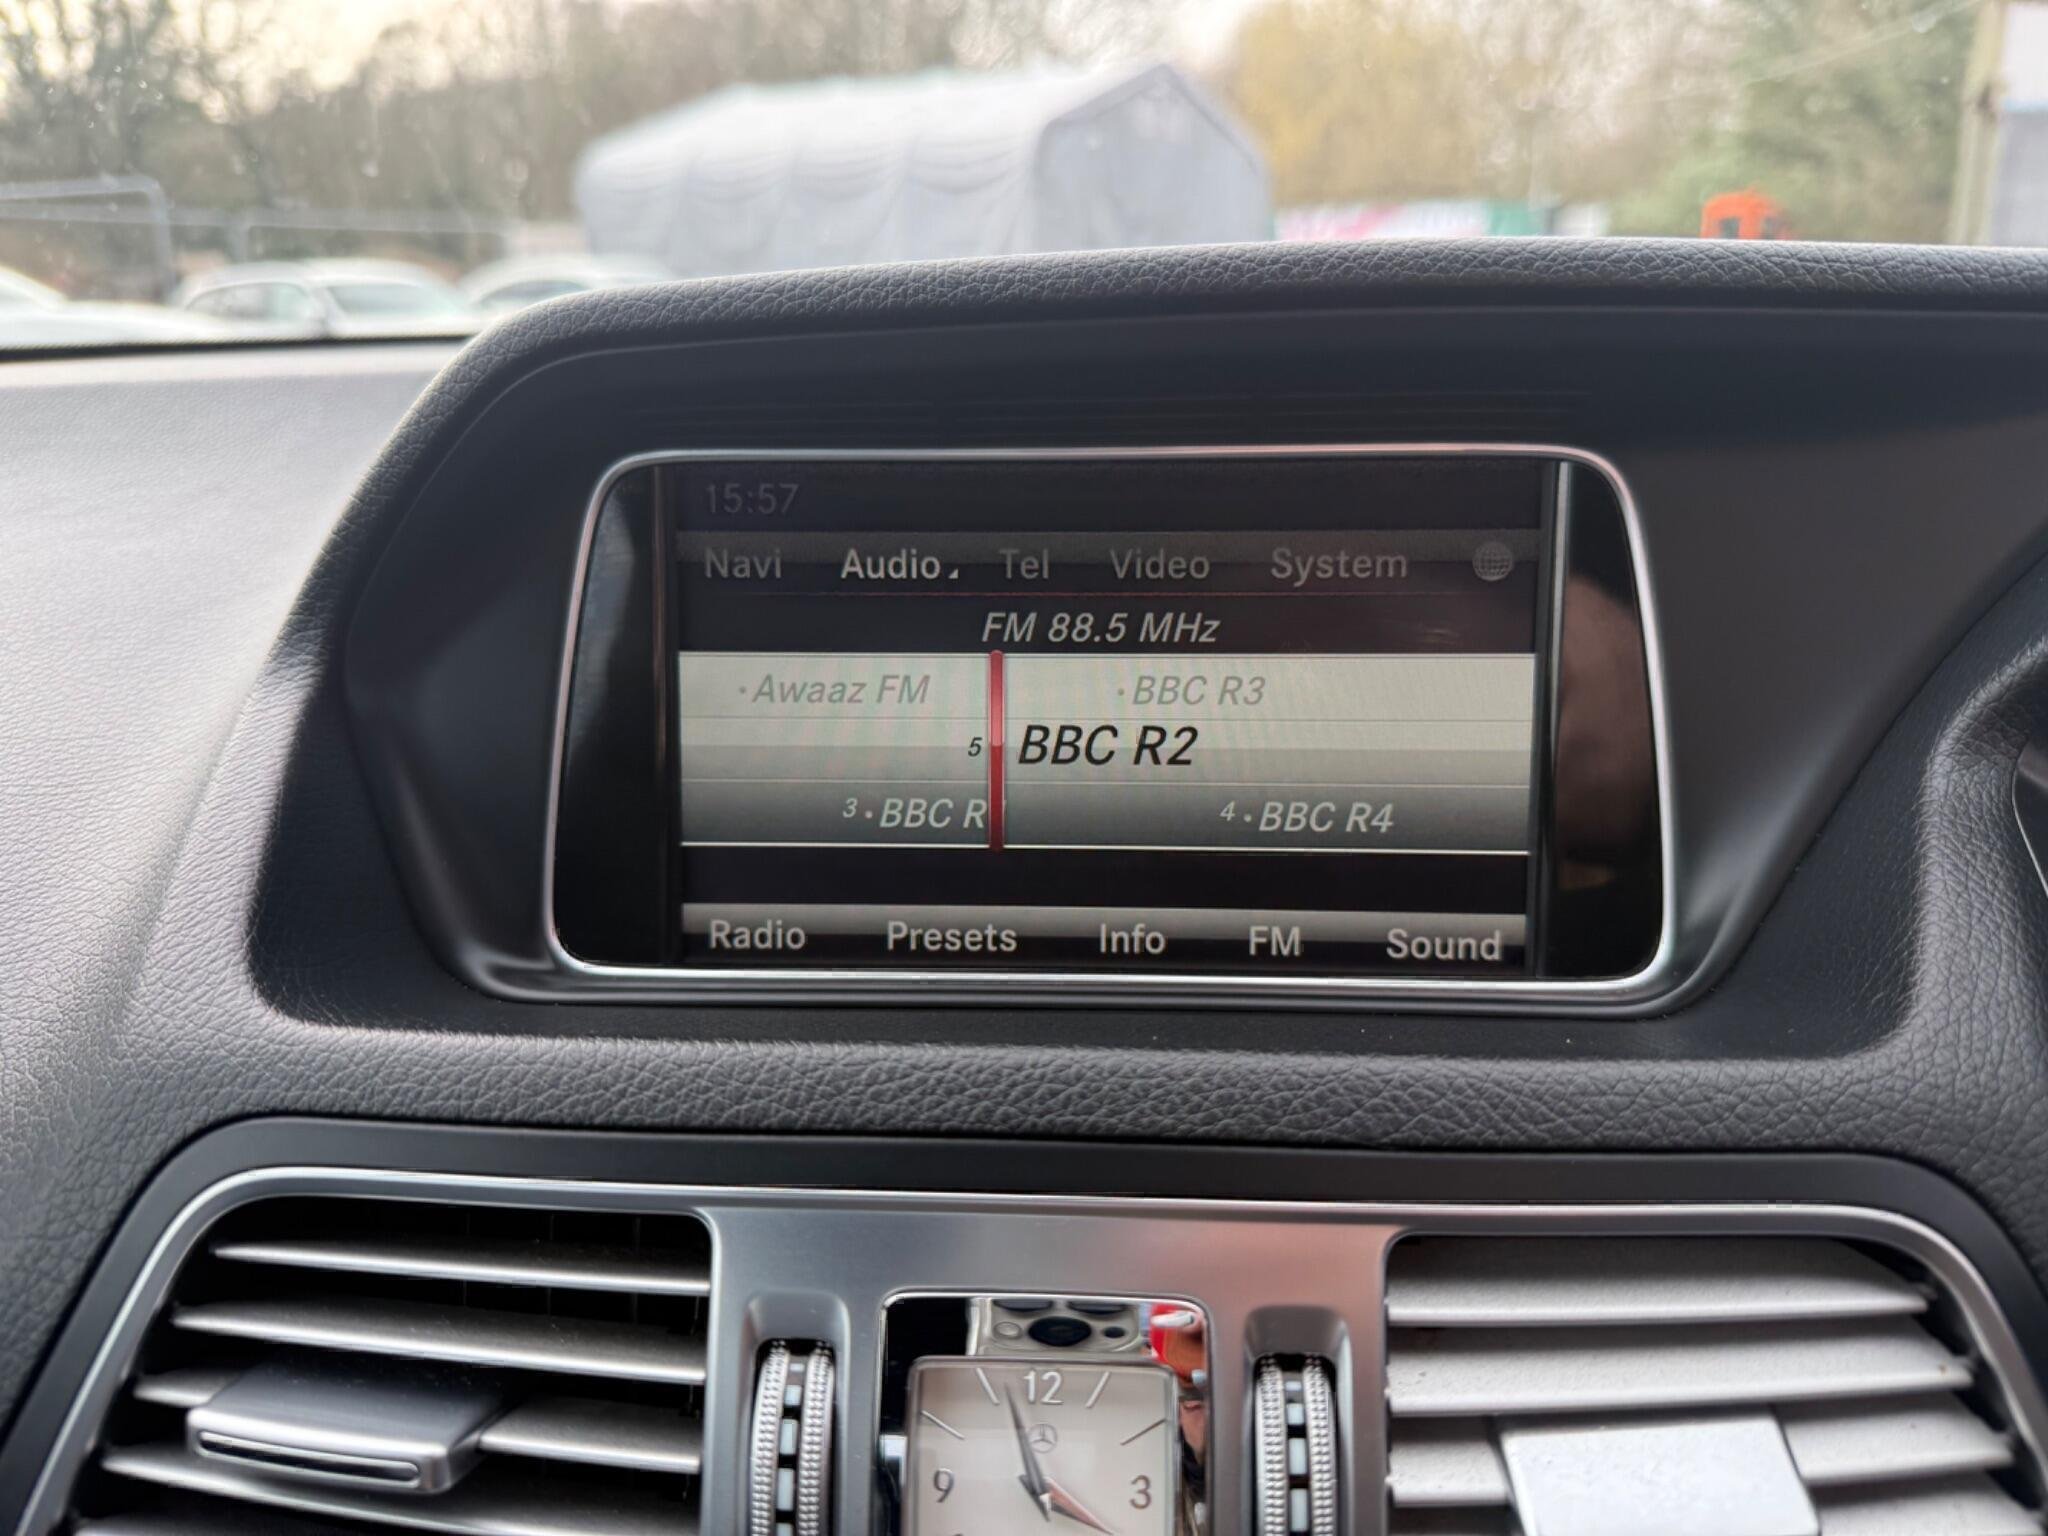 15:57
Navi Audio Tel Video System
FM 88.5 MHz
Awaaz FM BBC R3
5 BBC R2
3 BBC R 4 BBC R4
Radio Presets Info FM Sound
12
9 3